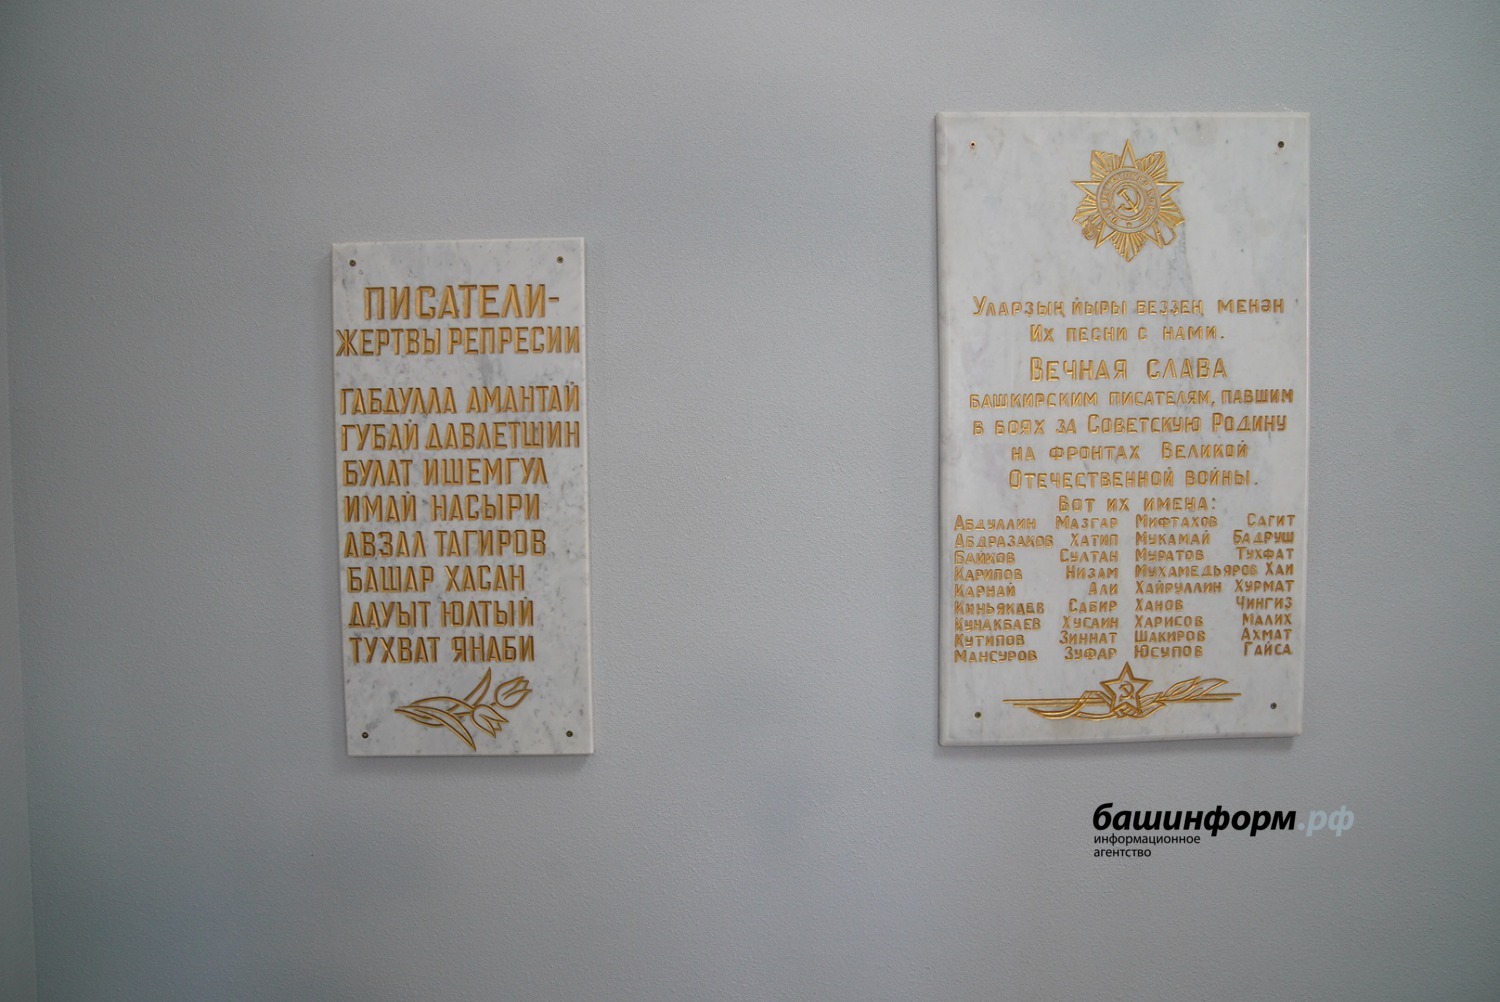 ПИСАТЕЛИ-
ЖЕРТВЫ РЕПРЕСИИ
ГАБДУЛЛА АМАНТАЙ
ГУБАЙ ДАВЛЕТШИН
БУЛАТ ИШЕМГУЛ
ИМАЙ НАСЫРИ
АВЗАЛ ТАГИРОВ
БАШАР ХАСАН
ДАУЫТ ЮЛТЫЙ
ТУХВАТ ЯНАБИ
Уларзың йыры беззең менән
Их песни с нами.
Вечная слава
башкирским писателям, павшим
в боях за Советскую Родину
на фронтах Великой
Отечественной войны.
Вот их имена:
Абдуллин Мазгар Мифтахов Сагит
Абдразаков Хатип Мукамай Бадруш
Байков Султан Муратов Тухфат
Карипов Низам Мухамедьяров Хай
Карнай Али Хайруллин Хурмат
Киньякаев Сабир Ханов Чингиз
Кунакбаев Хусаин Харисов Малих
Кутипов Зиннат Шакиров Ахмат
Мансуров Зуфар Юсупов Гайса
башинформ.рф
информационное
агентство